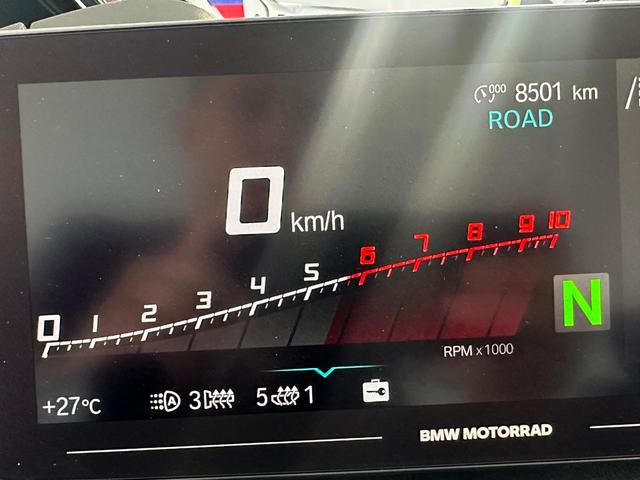 000 8501 km
ROAD
0 km/h
0 1 2 3 4 5 6 7 8 9 10
N
RPM x1000
+27°C A 3 5 1
BMW MOTORRAD